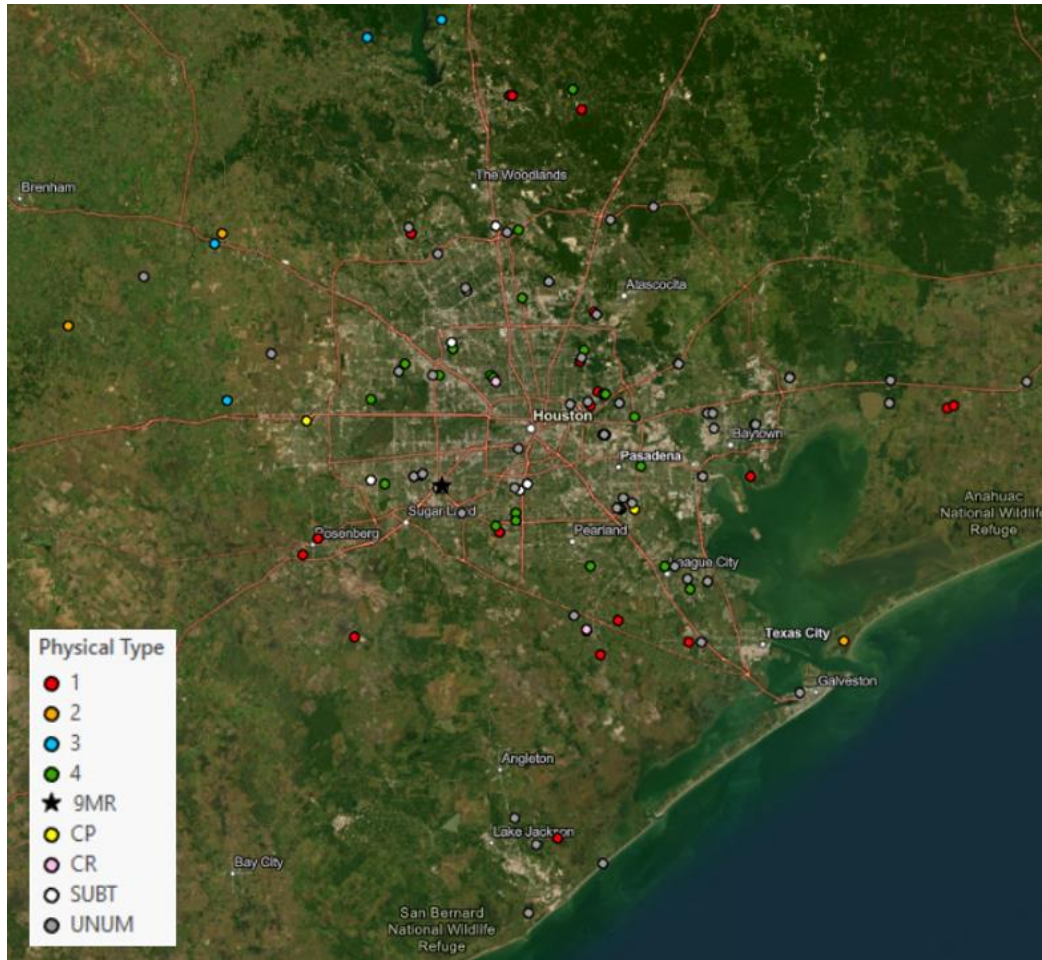 The Woodlands
Brenham
Atascocita
Houston
Baytown
Pasadena
Anahuac
National Wildlife
Refuge
Sugar Land
Rosenberg
Pearland
League City
Physical Type
1
2
3
4
9MR
CP
CR
SUBT
UNUM
Texas City
Galveston
Angleton
Lake Jackson
Bay City
San Bernard
National Wildlife
Refuge